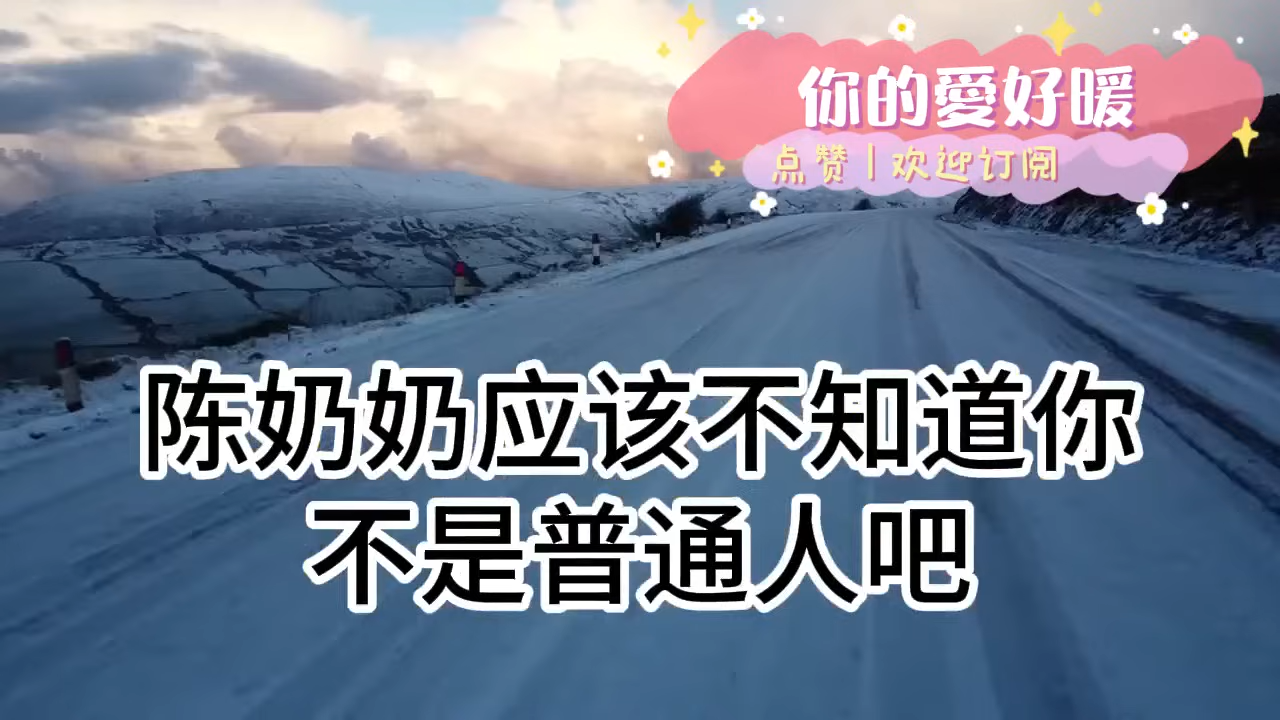 你的愛好暖
点赞|欢迎订阅
陈奶奶应该不知道你
不是普通人吧